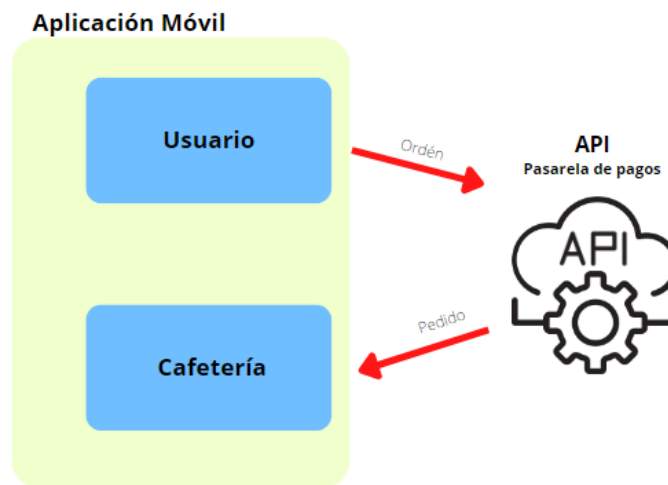 Aplicación Móvil
Usuario
Ordén
API
Pasarela de pagos
API
Pedido
Cafetería